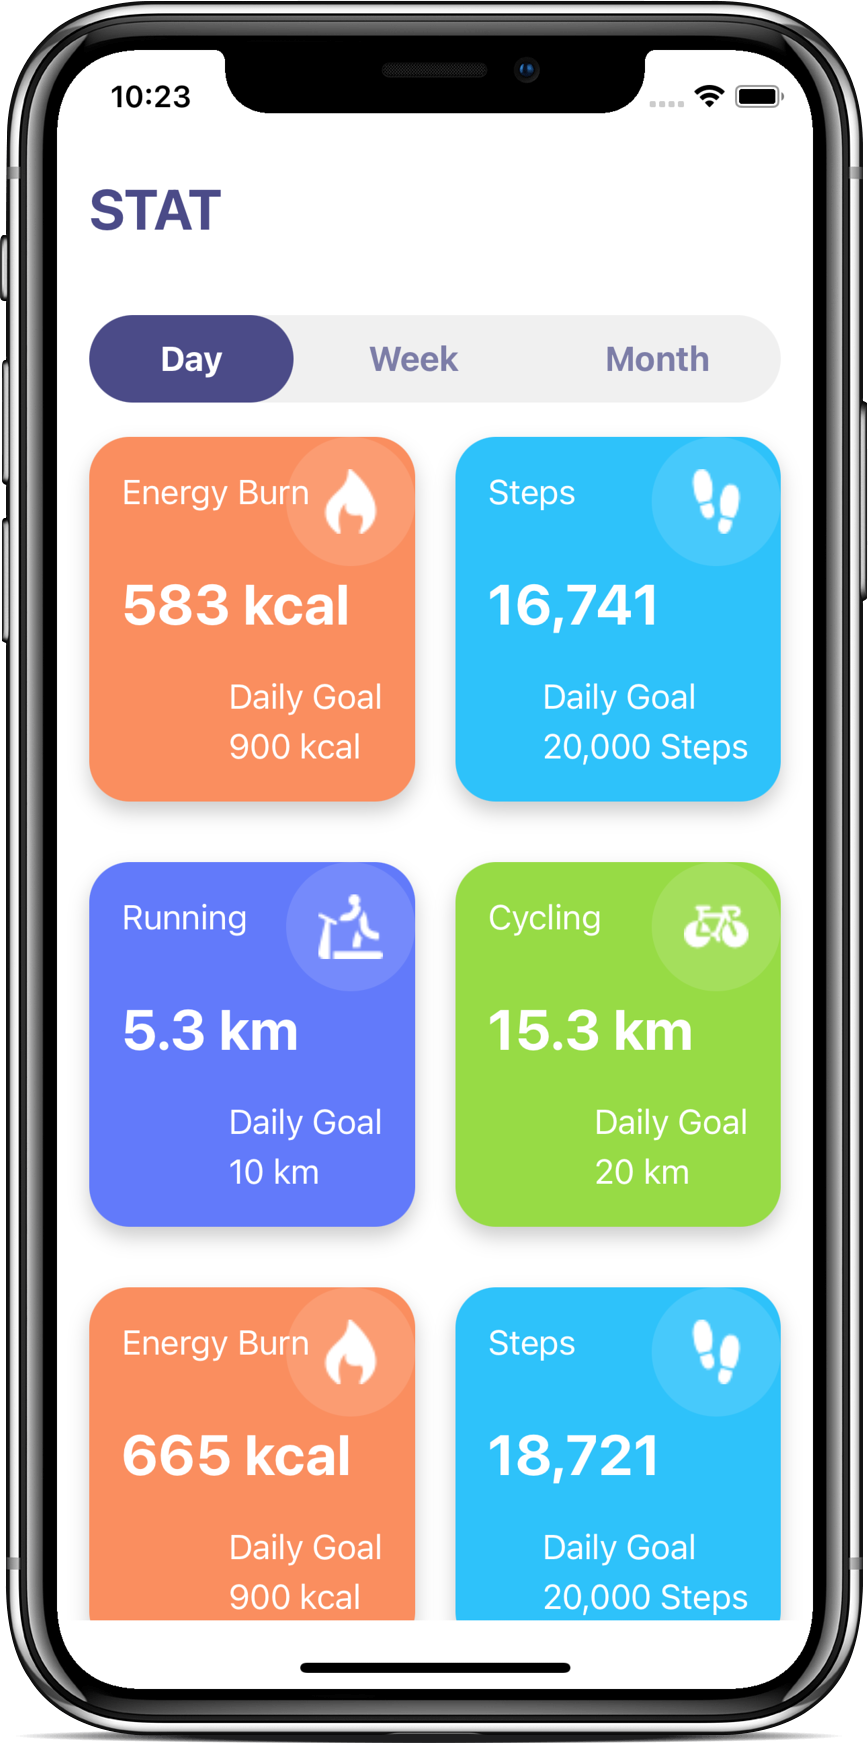 10:23
STAT
Day Week Month
Energy Burn
583 kcal
Daily Goal
900 kcal
Steps
16,741
Daily Goal
20,000 Steps
Running
5.3 km
Daily Goal
10 km
Cycling
15.3 km
Daily Goal
20 km
Energy Burn
665 kcal
Daily Goal
900 kcal
Steps
18,721
Daily Goal
20,000 Steps